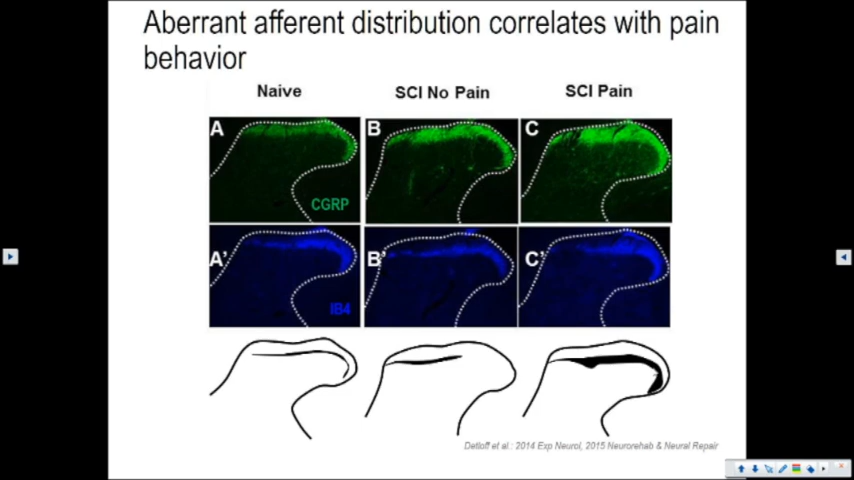 Aberrant afferent distribution correlates with pain
behavior
Naive
SCI No Pain
SCI Pain
A
B
C
CGRP
A'
B'
C'
IB4
Detloff et al.: 2014 Exp Neurol, 2015 Neurorehab & Neural Repair